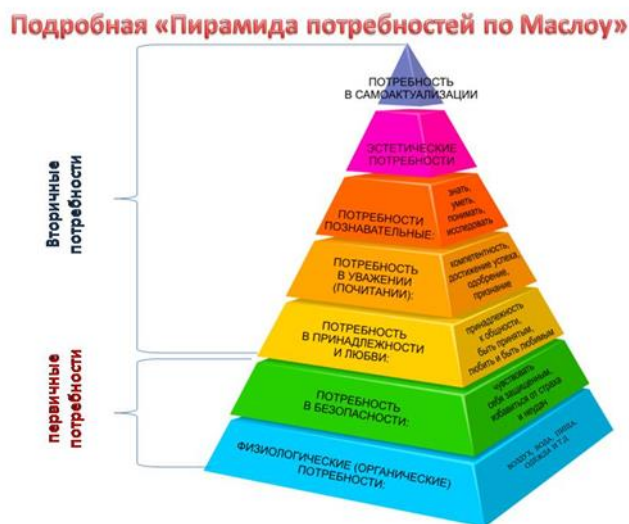 Подробная «Пирамида потребностей по Маслоу»
ПОТРЕБНОСТЬ
В САМОАКТУАЛИЗАЦИИ
ЭСТЕТИЧЕСКИЕ
ПОТРЕБНОСТИ
Вторичные
потребности
ПОТРЕБНОСТИ
ПОЗНАВАТЕЛЬНЫЕ:
знать,
уметь,
понимать,
исследовать
ПОТРЕБНОСТЬ
В УВАЖЕНИИ
(ПОЧИТАНИИ):
компетентность,
достижение успеха,
одобрение,
признание
ПОТРЕБНОСТЬ
В ПРИНАДЛЕЖНОСТИ
И ЛЮБВИ:
принадлежность
к общности,
быть принятым,
любить и быть любимым
первичные
потребности
ПОТРЕБНОСТЬ
В БЕЗОПАСНОСТИ:
чувствовать
себя защищенным,
избавиться от страха
и неудач
ФИЗИОЛОГИЧЕСКИЕ (ОРГАНИЧЕСКИЕ)
ПОТРЕБНОСТИ:
воздух, вода, пища,
одежда и т.д.